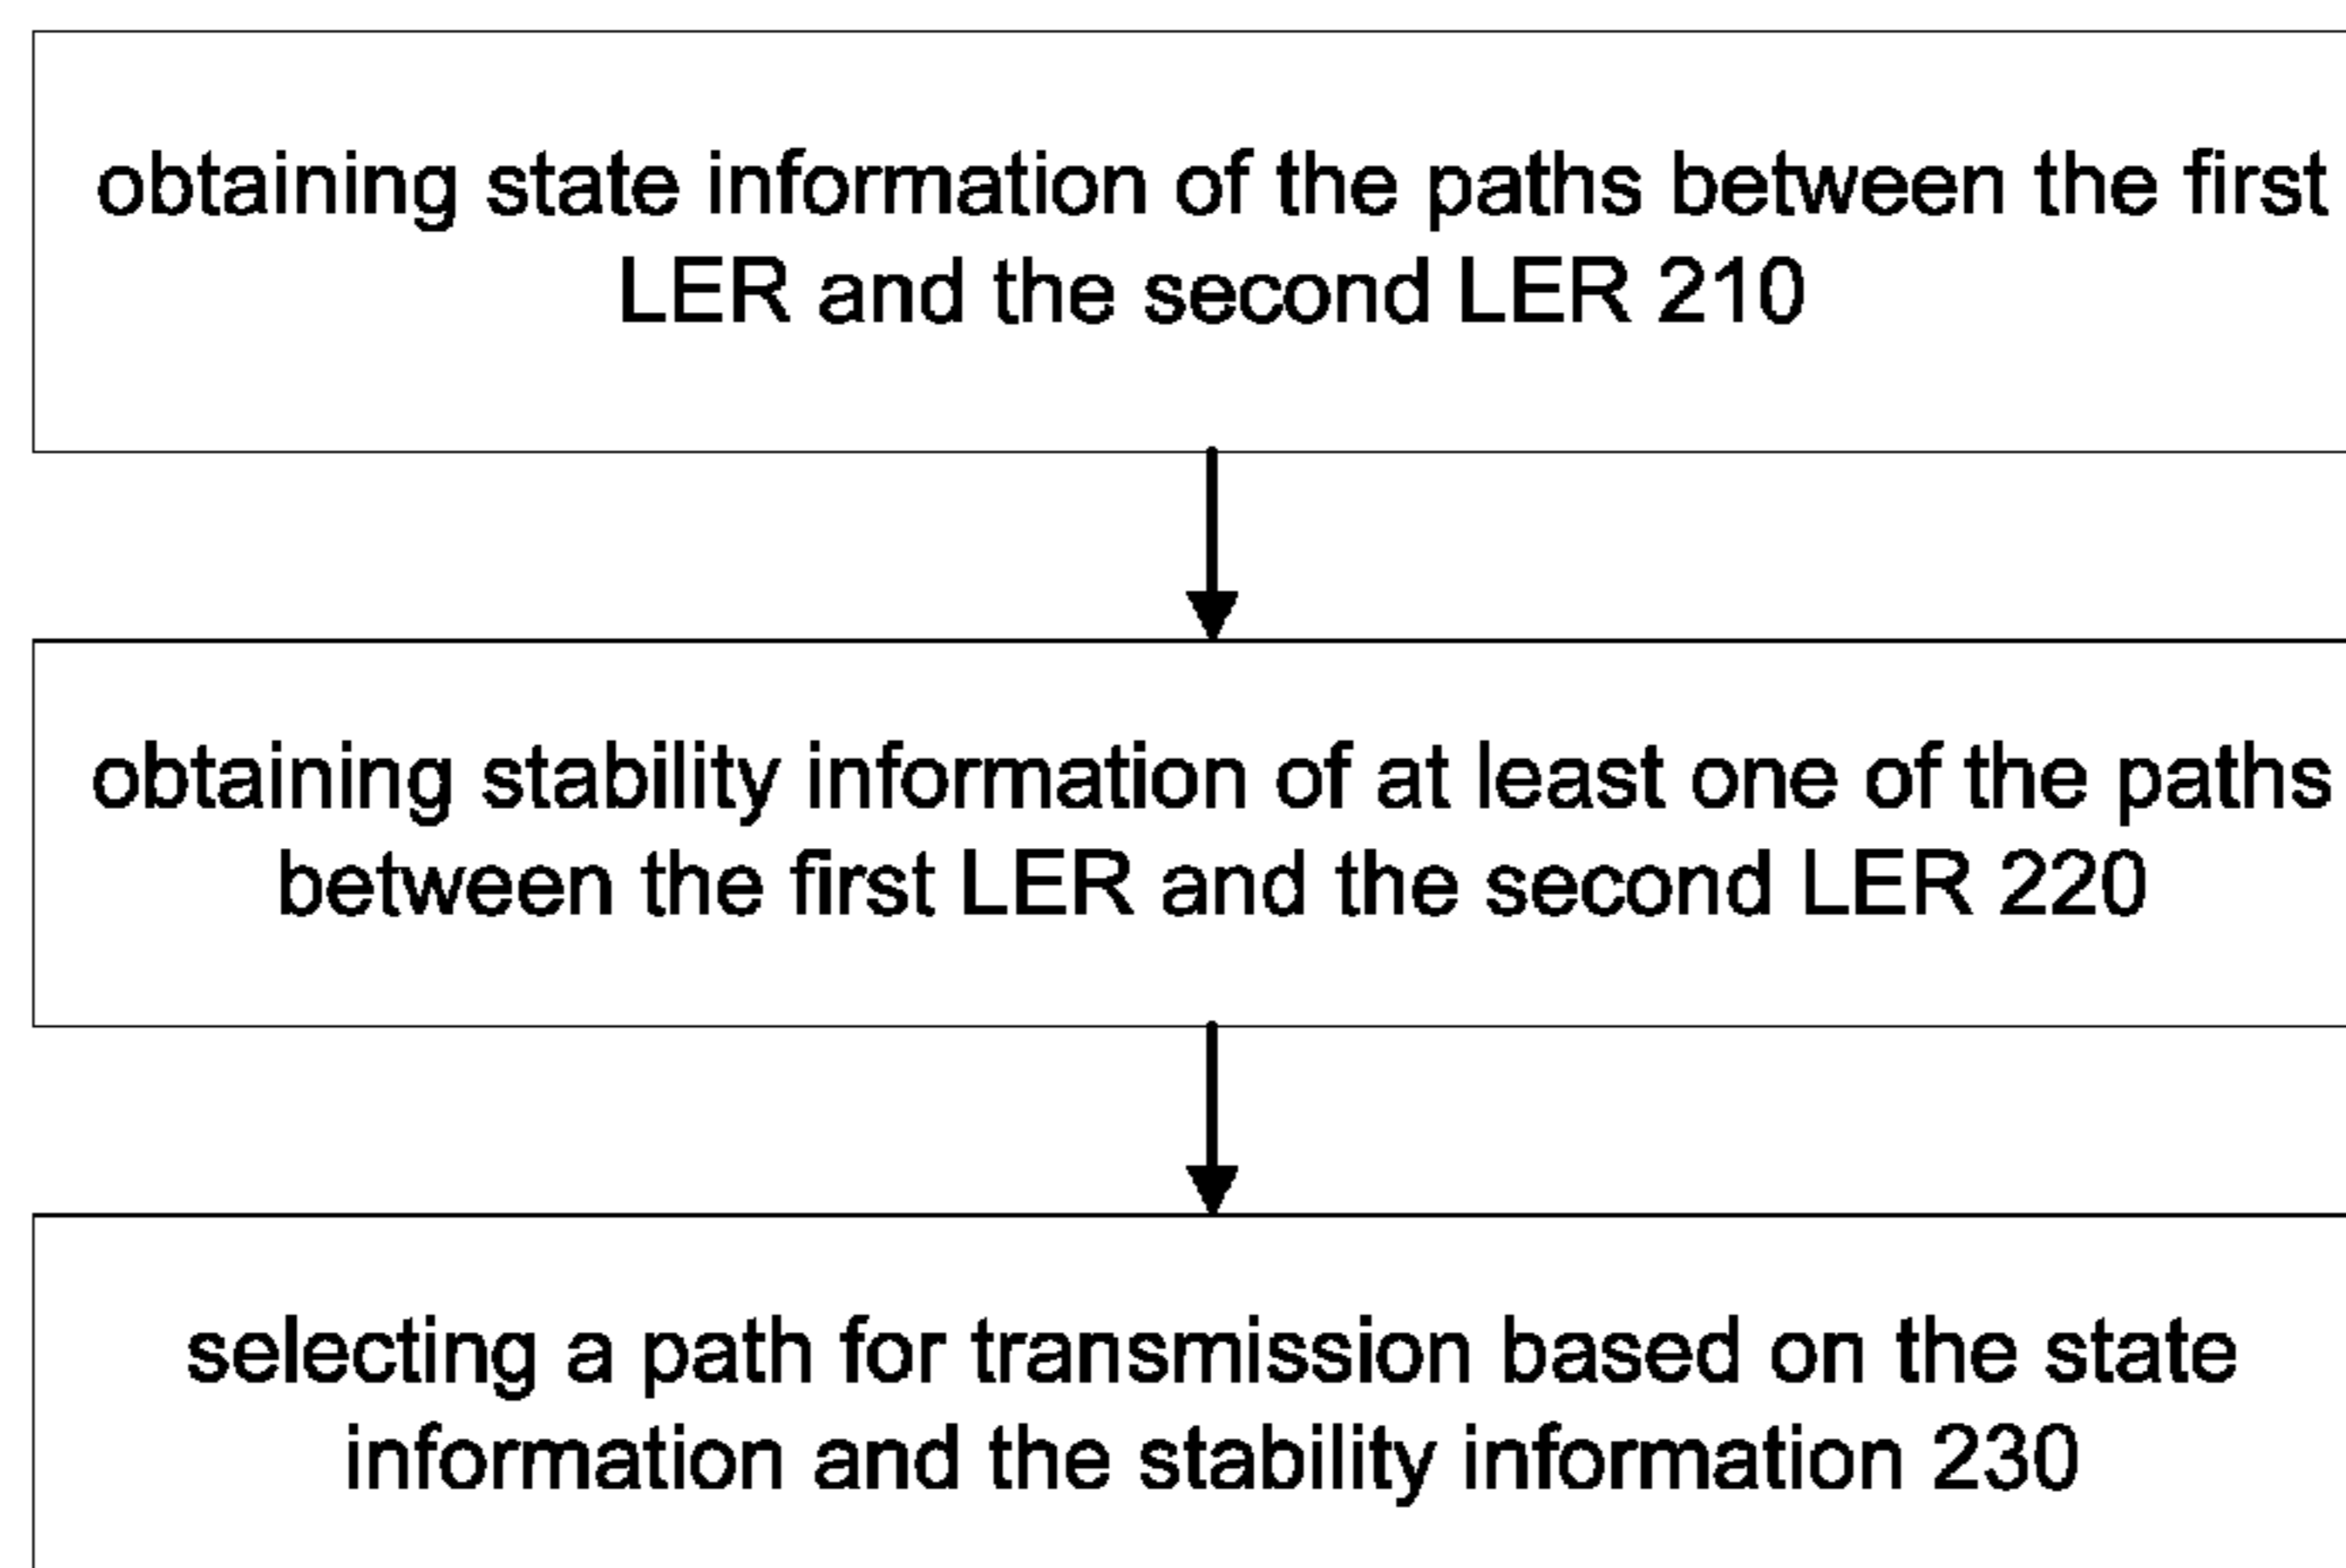 obtaining state information of the paths between the first
LER and the second LER 210
obtaining stability information of at least one of the paths
between the first LER and the second LER 220
selecting a path for transmission based on the state
information and the stability information 230